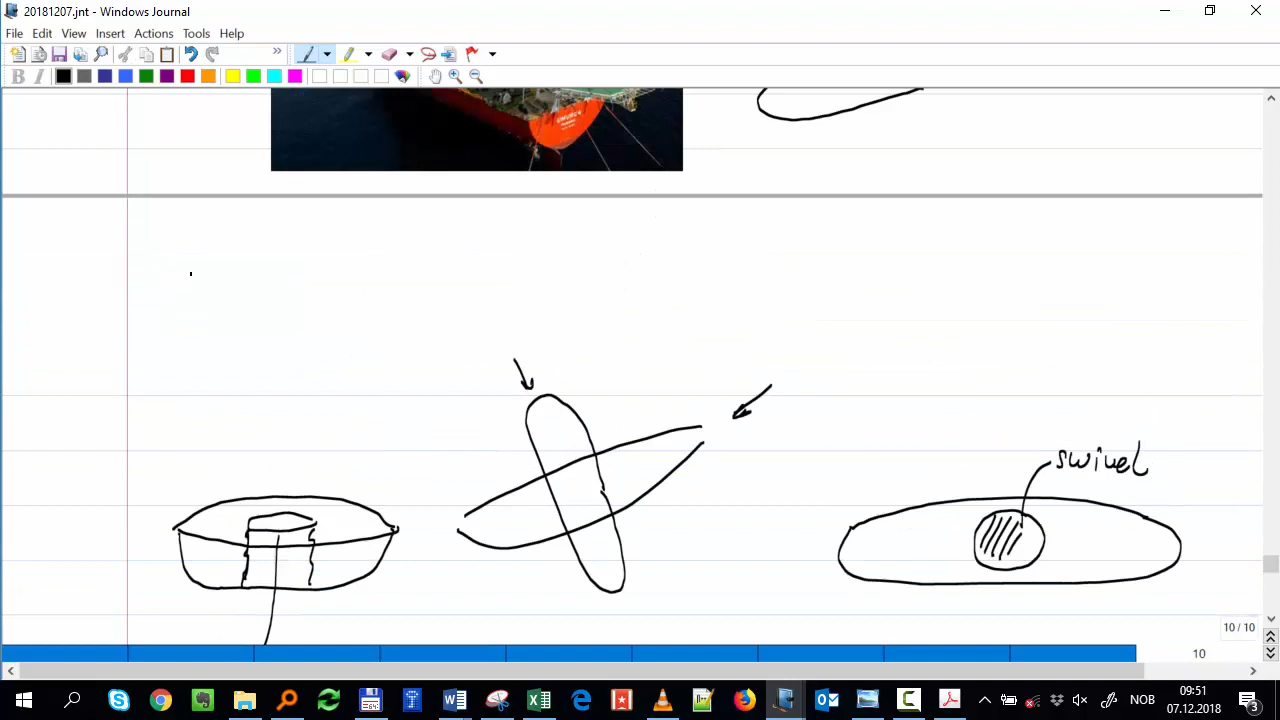 20181207.jnt - Windows Journal
File Edit View Insert Actions Tools Help
B I
swivel
10 / 10
10
NOB
09:51
07.12.2018
3